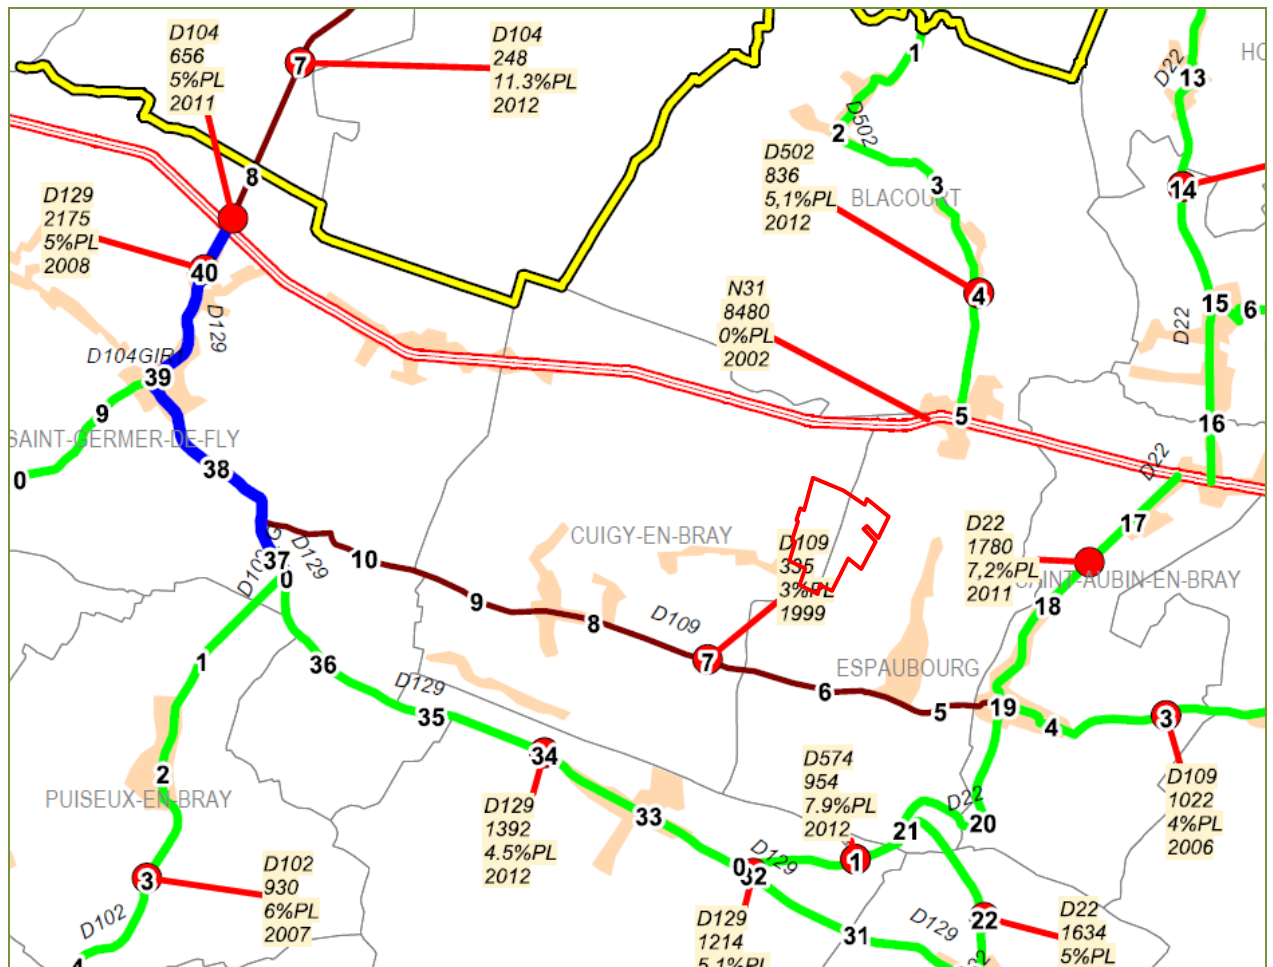 D104
656
5%PL
2011
7
D104
248
11.3%PL
2012
1
D22
13
2
D502
8
D502
836
5,1%PL
2012
3
BLACOURT
14
D129
2175
5%PL
2008
40
4
N31
8480
0%PL
2002
D129
15
6
D22
D104GIR
39
9
5
16
SAINT-GERMER-DE-FLY
0
38
D22
17
CUIGY-EN-BRAY
D109
335
3%PL
1999
D22
1780
7,2%PL
2011
SAINT-AUBIN-EN-BRAY
37
0
D129
10
9
8
D109
18
1
36
7
ESPAUBOURG
6
5
19
4
3
D129
35
34
D109
1022
4%PL
2006
2
PUISEUX-EN-BRAY
D129
1392
4.5%PL
2012
33
D574
954
7.9%PL
2012
D22
20
21
0
32
D129
1
3
D102
930
6%PL
2007
D102
D129
1214
5.1%PL
31
D129
22
D22
1634
5%PL